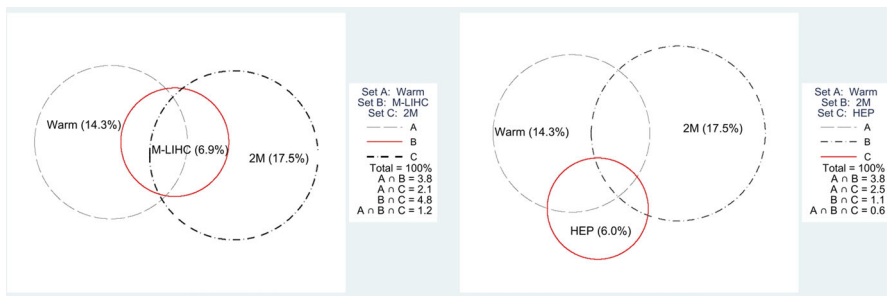 Warm (14.3%)
M-LIHC (6.9%)
2M (17.5%)
Set A: Warm
Set B: M-LIHC
Set C: 2M
A
B
C
Total = 100%
A ∩ B = 3.8
A ∩ C = 2.1
B ∩ C = 4.8
A ∩ B ∩ C = 1.2
Warm (14.3%)
2M (17.5%)
HEP (6.0%)
Set A: Warm
Set B: 2M
Set C: HEP
A
B
C
Total = 100%
A ∩ B = 3.8
A ∩ C = 2.5
B ∩ C = 1.1
A ∩ B ∩ C = 0.6